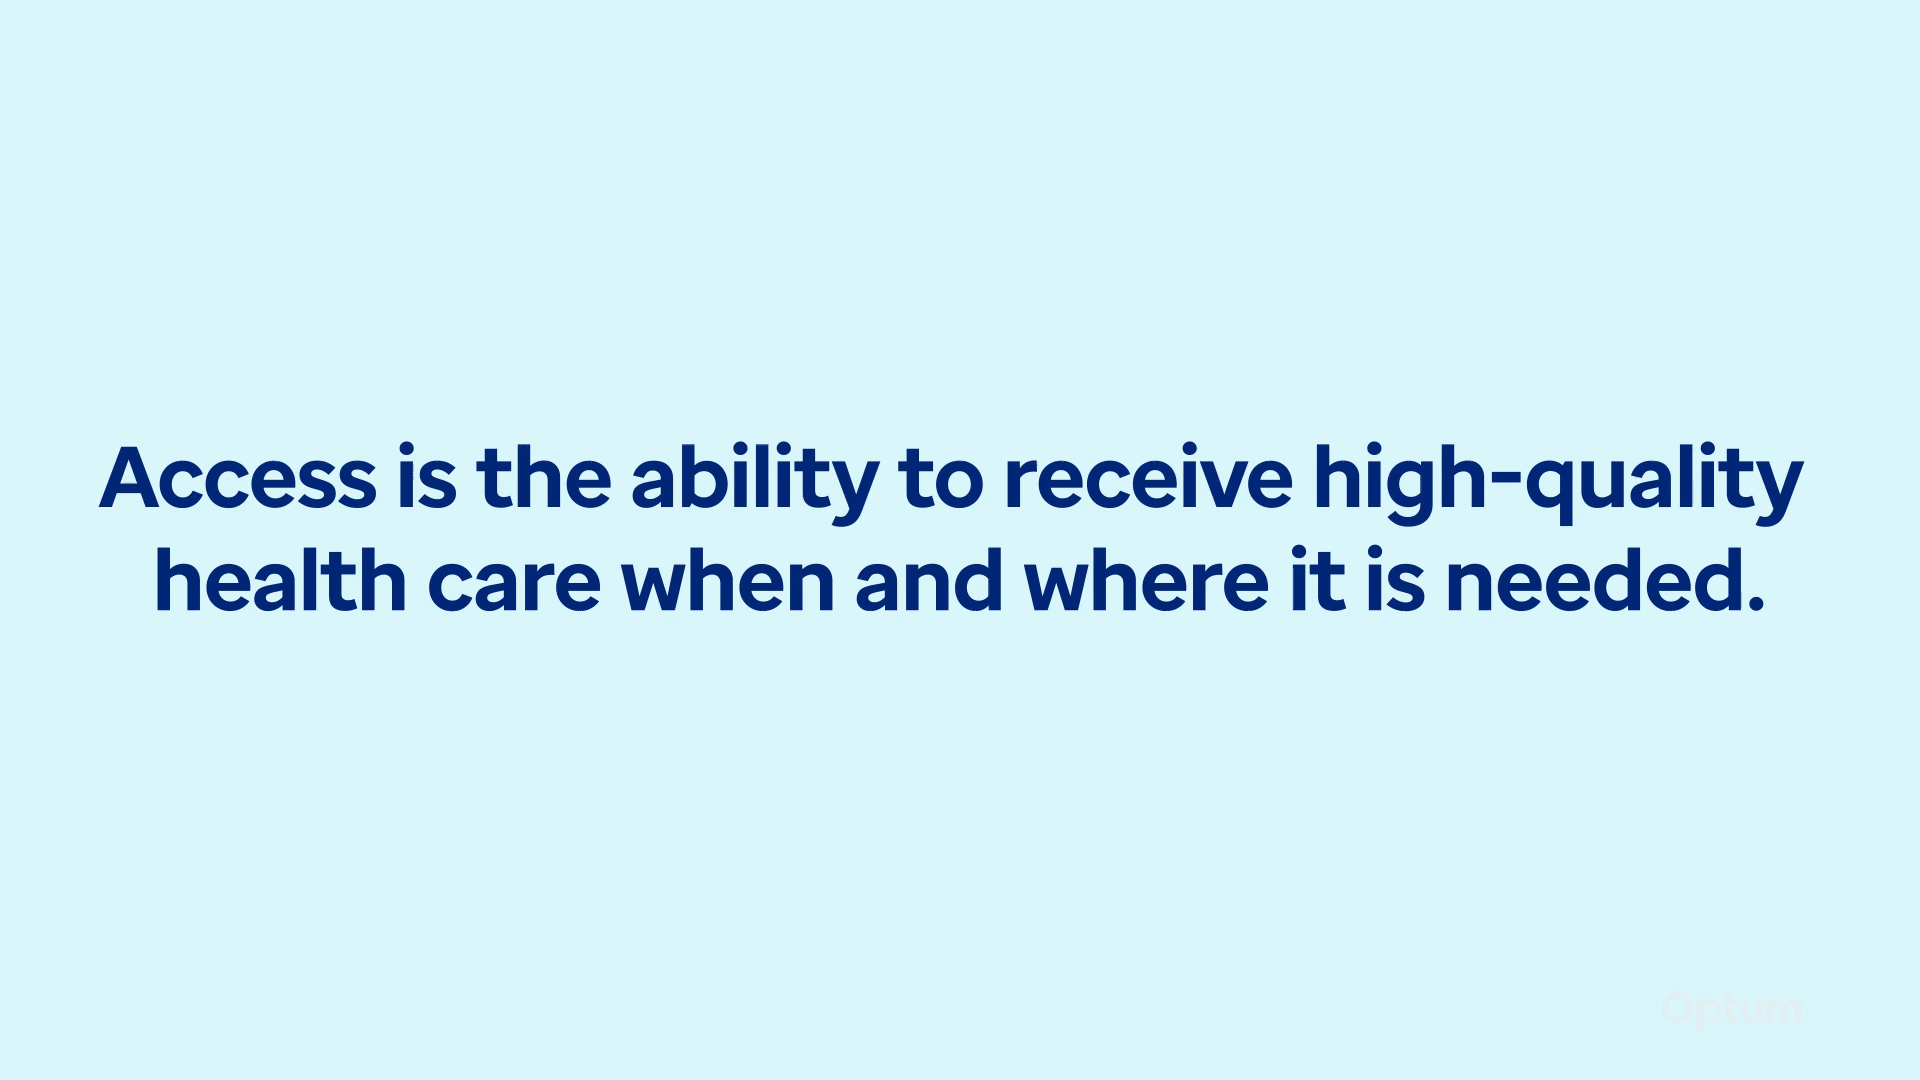 Access is the ability to receive high-quality
health care when and where it is needed.
Optum